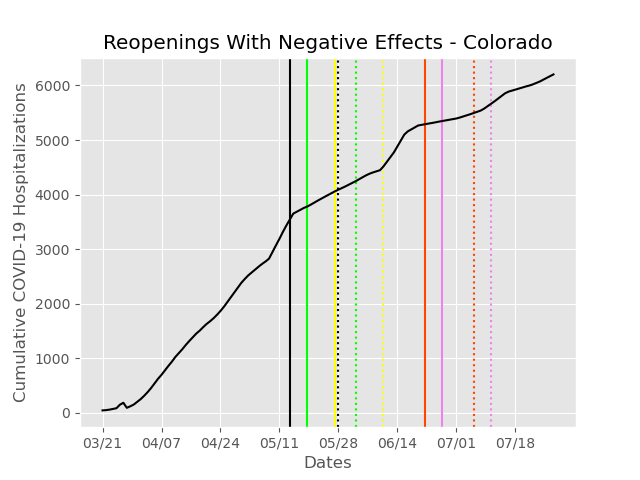 Reopenings With Negative Effects - Colorado
Cumulative COVID-19 Hospitalizations
6000
5000
4000
3000
2000
1000
0
03/21 04/07 04/24 05/11 05/28 06/14 07/01 07/18
Dates